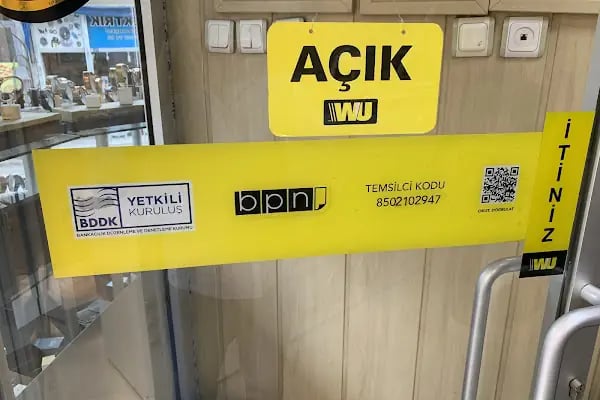 AÇIK
WU
BDDK
YETKİLİ
KURULUŞ
BANKACILIK DÜZENLEME VE DENETLEME KURUMU
bpn
TEMSİLCİ KODU
8502102947
İTİNİZ
WU